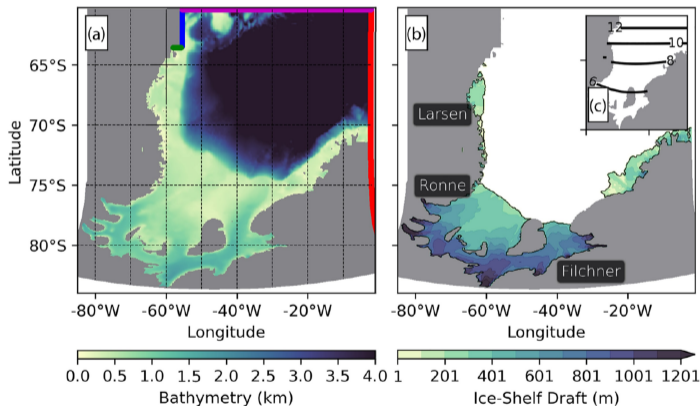 (a)
(b)
12
10
8
6
(c)
Larsen
Ronne
Filchner
65°S
70°S
75°S
80°S
Latitude
-80°W -60°W -40°W -20°W
Longitude
-80°W -60°W -40°W -20°W
Longitude
0.0 0.5 1.0 1.5 2.0 2.5 3.0 3.5 4.0
Bathymetry (km)
1 201 401 601 801 1001 1201
Ice-Shelf Draft (m)